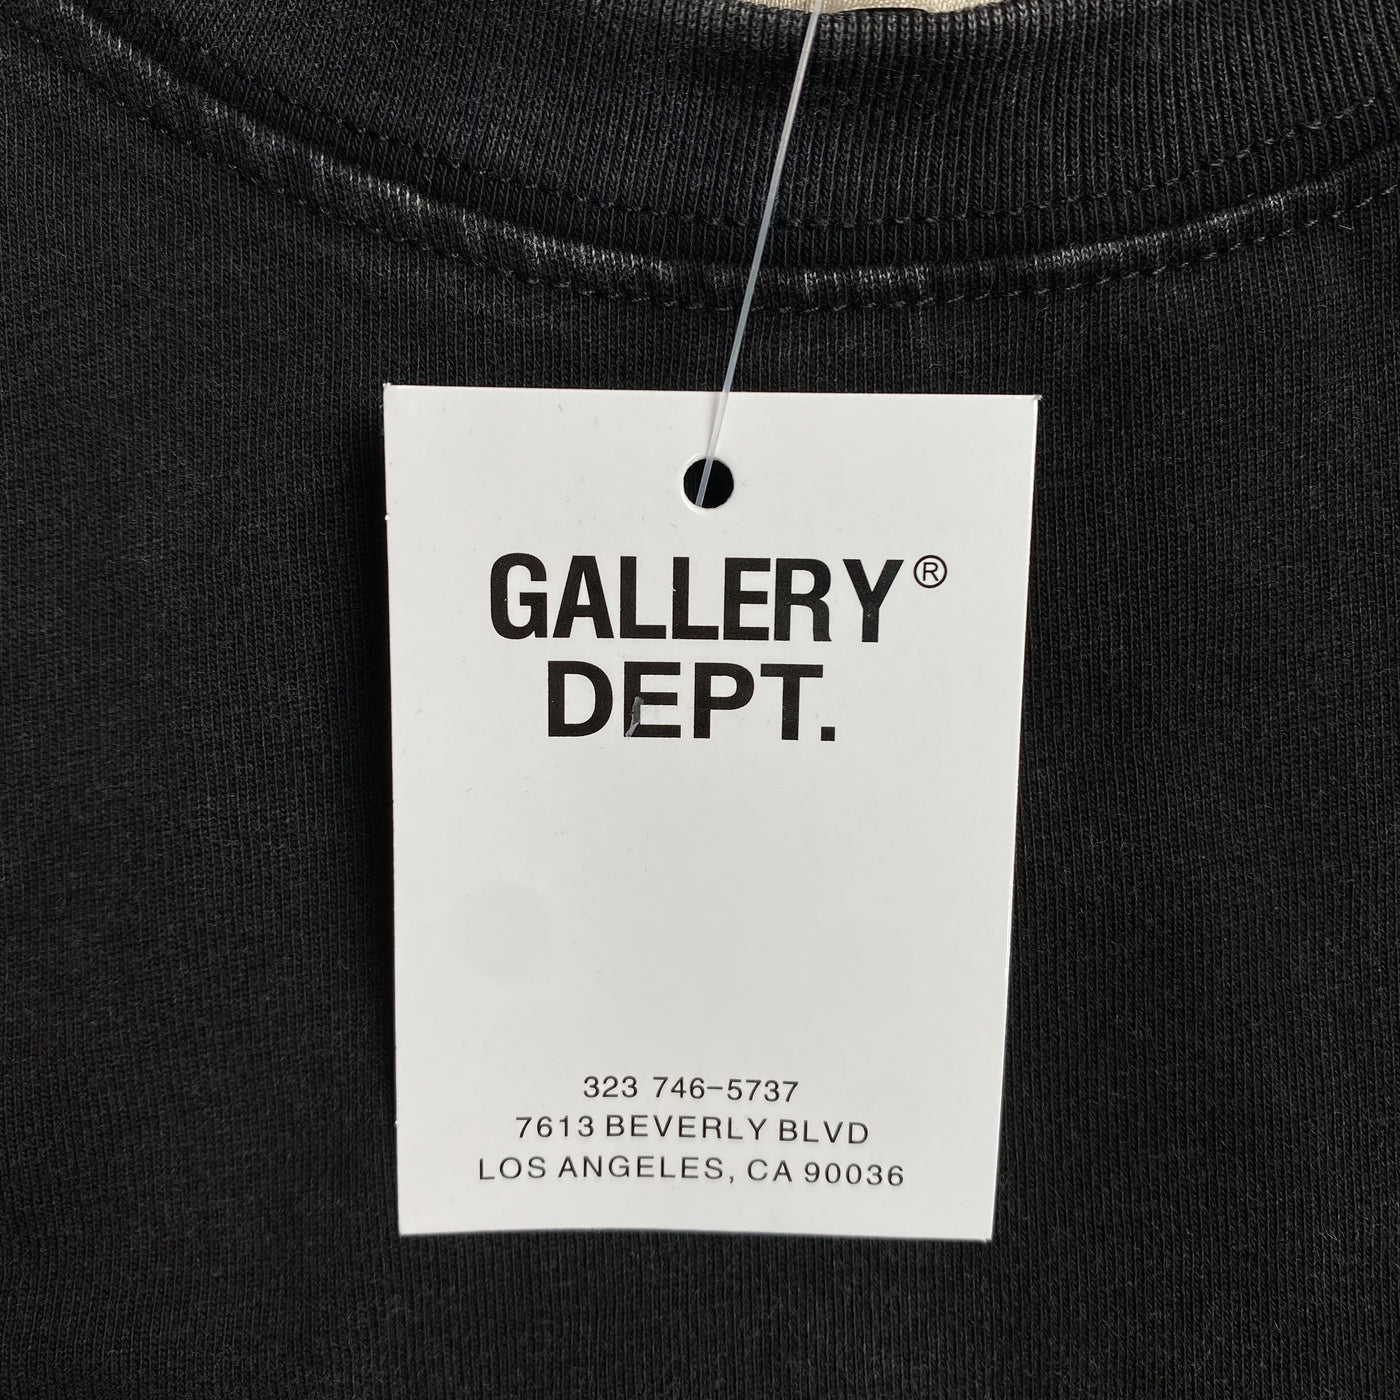 GALLERY®
DEPT.
323 746-5737
7613 BEVERLY BLVD
LOS ANGELES, CA 90036